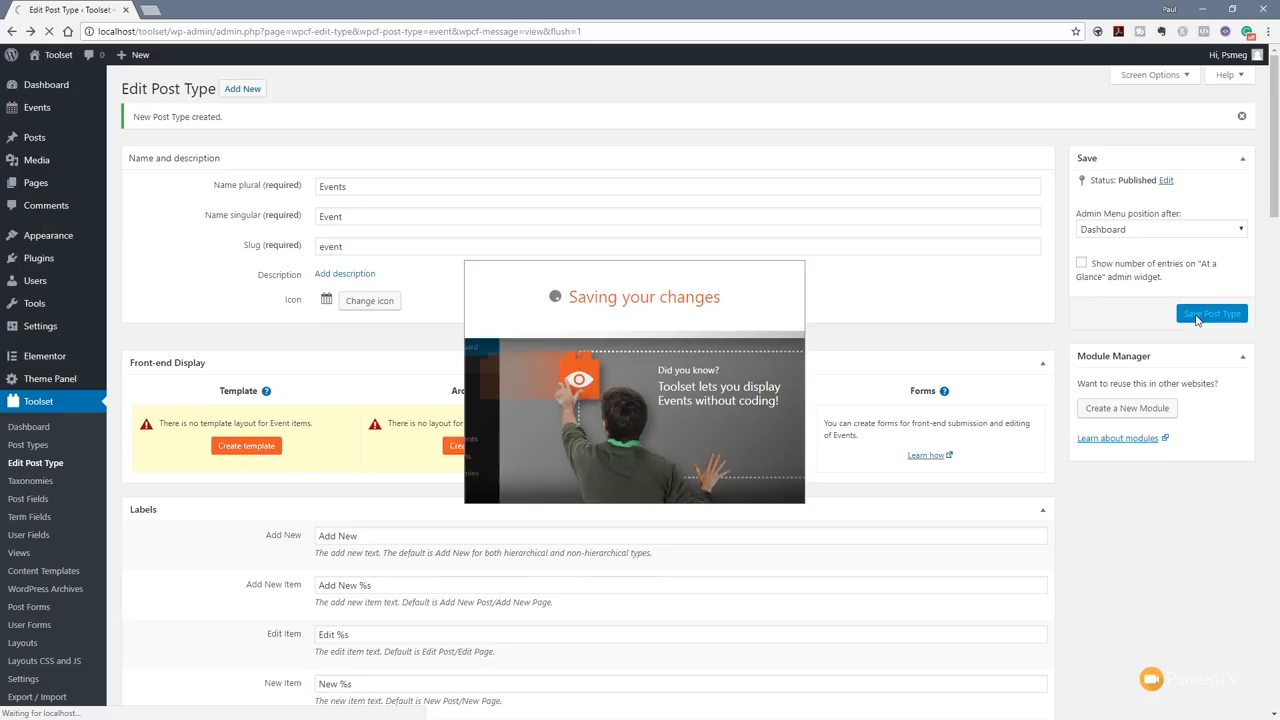 Edit Post Type ‹ Toolset -
Paul
localhost/toolset/wp-admin/admin.php?page=wpcf-edit-type&wpcf-post-type=event&wpcf-message=view&flush=1
Toolset
0
New
Hi, Psmeg
Dashboard
Events
Posts
Media
Pages
Comments
Appearance
Plugins
Users
Tools
Settings
Elementor
Theme Panel
Toolset
Dashboard
Post Types
Edit Post Type
Taxonomies
Post Fields
Term Fields
User Fields
Views
Content Templates
WordPress Archives
Post Forms
User Forms
Layouts
Layouts CSS and JS
Settings
Export / Import
Waiting for localhost...
Edit Post Type
Add New
Screen Options
Help
New Post Type created.
Name and description
Name plural (required)
Events
Name singular (required)
Event
Slug (required)
event
Description
Add description
Icon
Change icon
Saving your changes
Did you know?
Toolset lets you display
Events without coding!
Front-end Display
Template
There is no template layout for Event items.
Create template
There is no layout
Forms
You can create forms for front-end submission and editing
of Events.
Learn how
Labels
Add New
Add New
The add new text. The default is Add New for both hierarchical and non-hierarchical types.
Add New Item
Add New %s
The add new item text. Default is Add New Post/Add New Page.
Edit Item
Edit %s
The edit item text. Default is Edit Post/Edit Page.
New Item
New %s
The new item text. Default is New Post/New Page.
Save
Status: Published Edit
Admin Menu position after:
Dashboard
Show number of entries on "At a
Glance" admin widget.
Save Post Type
Module Manager
Want to reuse this in other websites?
Create a New Module
Learn about modules
PsmegTV